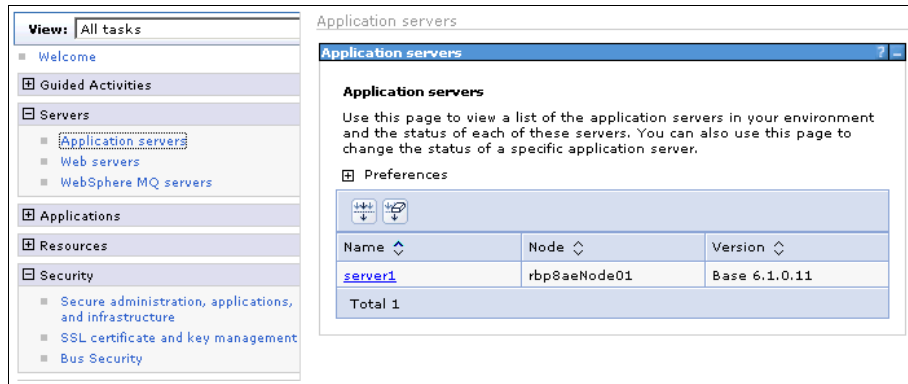 View: All tasks
Welcome
Guided Activities
Servers
Application servers
Web servers
WebSphere MQ servers
Applications
Resources
Security
Secure administration, applications,
and infrastructure
SSL certificate and key management
Bus Security
Application servers
Application servers ? –
Application servers
Use this page to view a list of the application servers in your environment
and the status of each of these servers. You can also use this page to
change the status of a specific application server.
Preferences
Name Node Version
server1 rbp8aeNode01 Base 6.1.0.11
Total 1